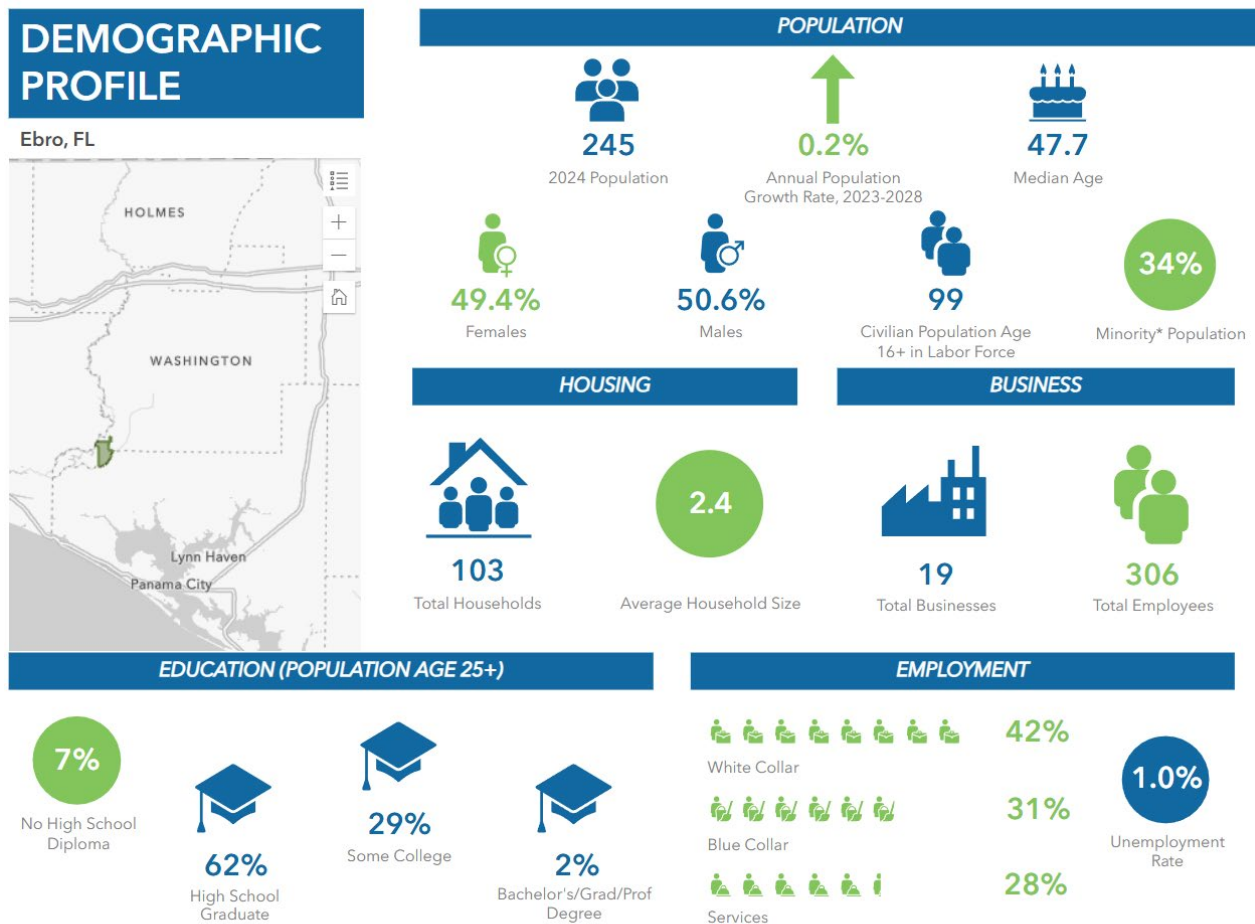 DEMOGRAPHIC
PROFILE
Ebro, FL
HOLMES
WASHINGTON
Lynn Haven
Panama City
POPULATION
245
2024 Population
0.2%
Annual Population
Growth Rate, 2023-2028
47.7
Median Age
49.4%
Females
50.6%
Males
99
Civilian Population Age
16+ in Labor Force
34%
Minority* Population
HOUSING
103
Total Households
2.4
Average Household Size
BUSINESS
19
Total Businesses
306
Total Employees
EDUCATION (POPULATION AGE 25+)
7%
No High School
Diploma
62%
High School
Graduate
29%
Some College
2%
Bachelor's/Grad/Prof
Degree
EMPLOYMENT
42%
White Collar
31%
Blue Collar
28%
Services
1.0%
Unemployment
Rate